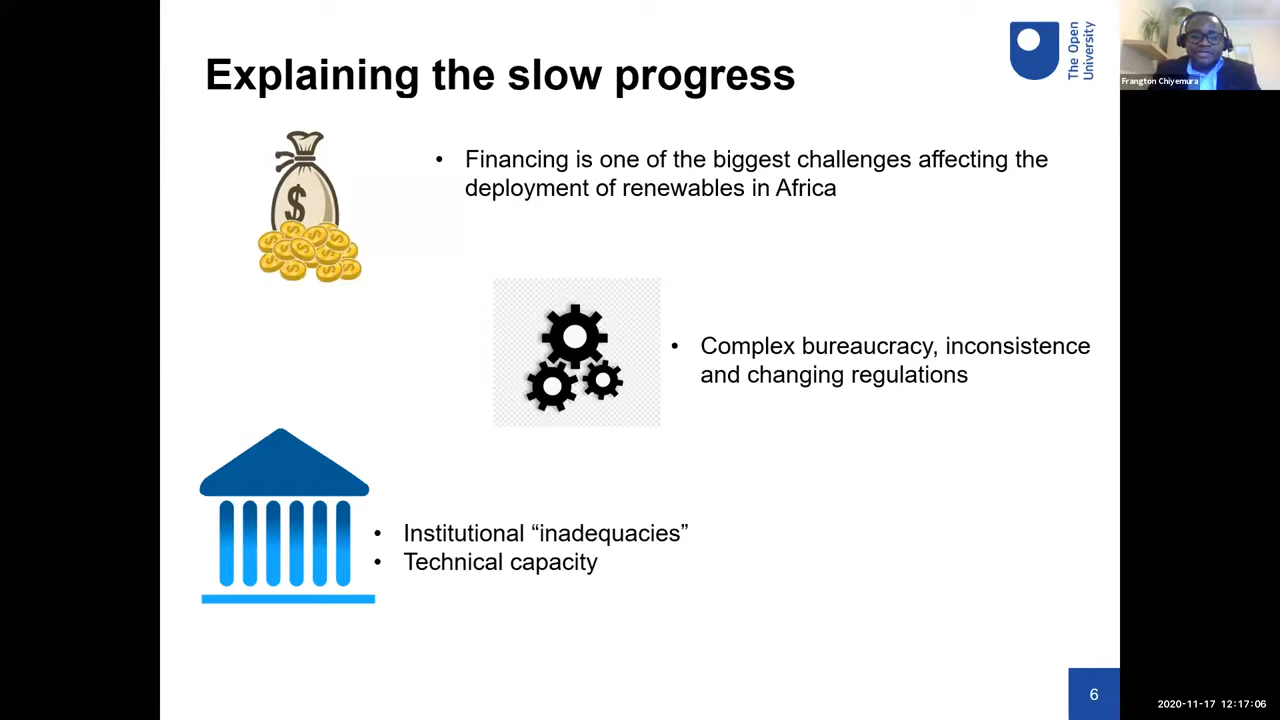 Explaining the slow progress
The Open
University
Frangton Chiyemura
• Financing is one of the biggest challenges affecting the
deployment of renewables in Africa
$
• Complex bureaucracy, inconsistence
and changing regulations
• Institutional “inadequacies”
• Technical capacity
6
2020-11-17 12:17:06